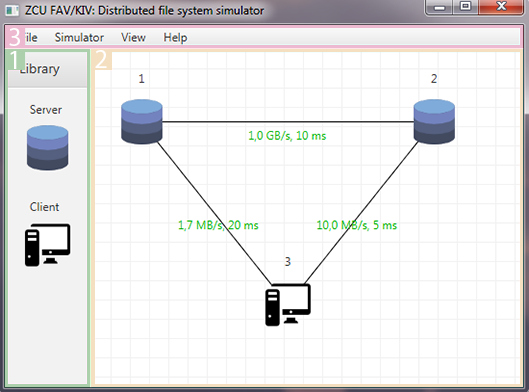 ZCU FAV/KIV: Distributed file system simulator
3 ile Simulator View Help
1 2
Library
Server
Client
1 2
1,0 GB/s, 10 ms
1,7 MB/s, 20 ms 10,0 MB/s, 5 ms
3